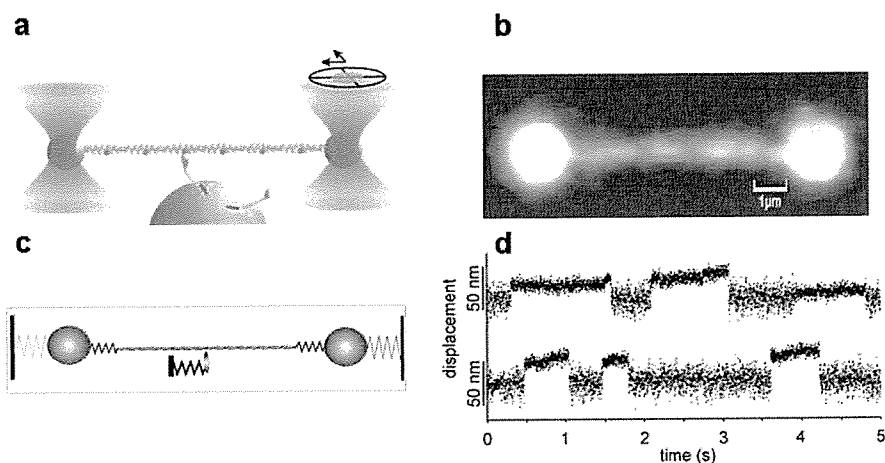 a
b
1μm
c
d
displacement
50 nm
50 nm
0 1 2 3 4 5
time (s)